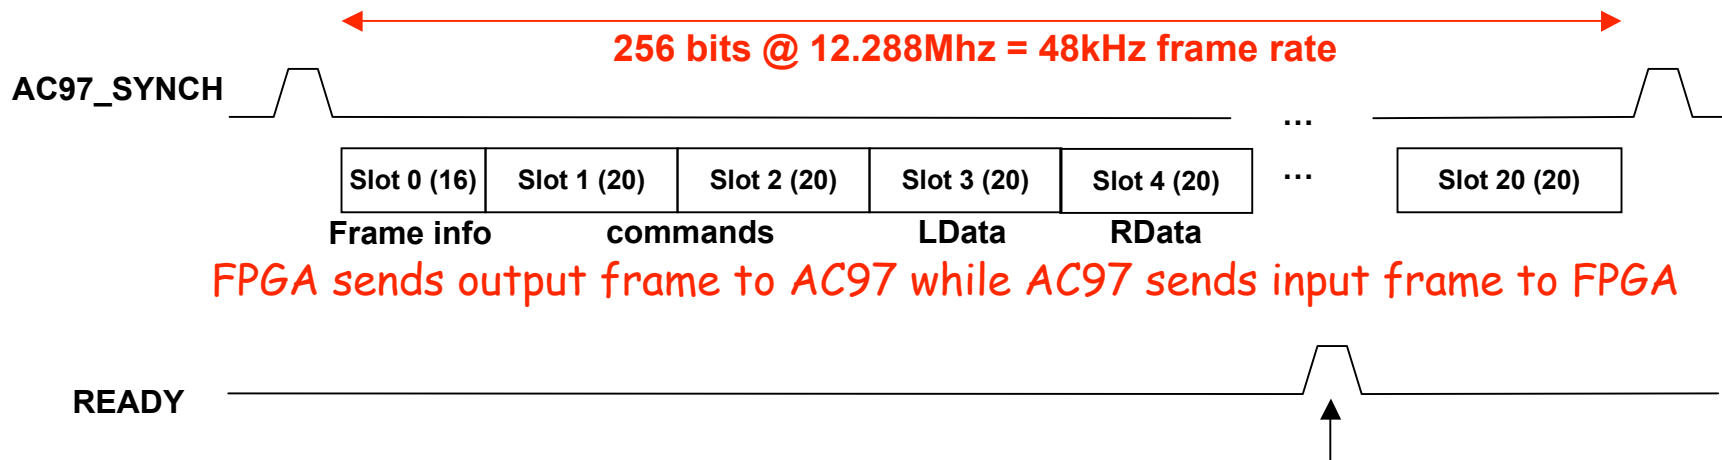 256 bits @ 12.288Mhz = 48kHz frame rate
AC97_SYNCH
...
Slot 0 (16) Slot 1 (20) Slot 2 (20) Slot 3 (20) Slot 4 (20) ... Slot 20 (20)
Frame info commands LData RData
FPGA sends output frame to AC97 while AC97 sends input frame to FPGA
READY